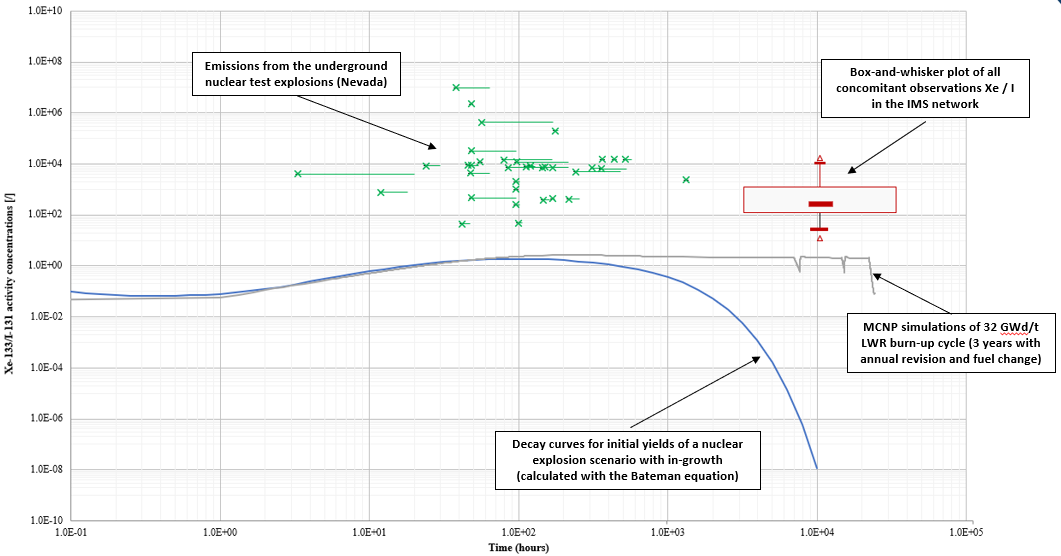 1.0E+10
1.0E+08
1.0E+06
1.0E+04
1.0E+02
1.0E+00
1.0E-02
1.0E-04
1.0E-06
1.0E-08
1.0E-10
Xe-133/I-131 activity concentrations [/]
Emissions from the underground
nuclear test explosions (Nevada)
Box-and-whisker plot of all
concomitant observations Xe / I
in the IMS network
MCNP simulations of 32 GWd/t
LWR burn-up cycle (3 years with
annual revision and fuel change)
Decay curves for initial yields of a nuclear
explosion scenario with in-growth
(calculated with the Bateman equation)
1.0E-01 1.0E+00 1.0E+01 1.0E+02 1.0E+03 1.0E+04 1.0E+05
Time (hours)